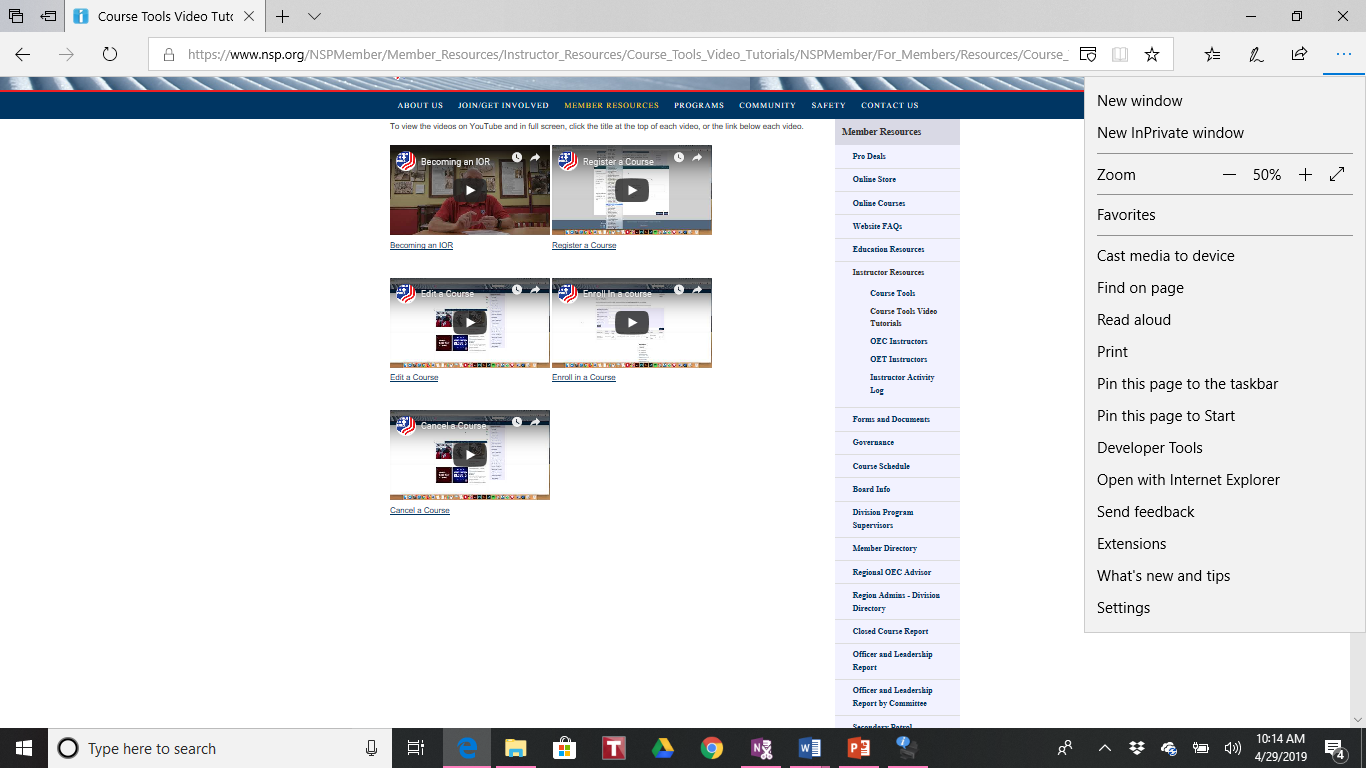 Course Tools Video Tuto
https://www.nsp.org/NSPMember/Member_Resources/Instructor_Resources/Course_Tools_Video_Tutorials/NSPMember/For_Members/Resources/Course_
ABOUT US JOIN/GET INVOLVED MEMBER RESOURCES PROGRAMS COMMUNITY SAFETY CONTACT US
To view the videos on YouTube and in full screen, click the title at the top of each video, or the link below each video.
Becoming an IOR
Register a Course
Becoming an IOR
Register a Course
Edit a Course
Enroll In a course
Edit a Course
Enroll in a Course
Cancel a Course
Cancel a Course
Member Resources
Pro Deals
Online Store
Online Courses
Website FAQs
Education Resources
Instructor Resources
Course Tools
Course Tools Video
Tutorials
OEC Instructors
OET Instructors
Instructor Activity
Log
Forms and Documents
Governance
Course Schedule
Board Info
Division Program
Supervisors
Member Directory
Regional OEC Advisor
Region Admins - Division
Directory
Closed Course Report
Officer and Leadership
Report
Officer and Leadership
Report by Committee
Secondary Patrol
New window
New InPrivate window
Zoom 50%
Favorites
Cast media to device
Find on page
Read aloud
Print
Pin this page to the taskbar
Pin this page to Start
Developer Tools
Open with Internet Explorer
Send feedback
Extensions
What's new and tips
Settings
Type here to search
10:14 AM
4/29/2019
4